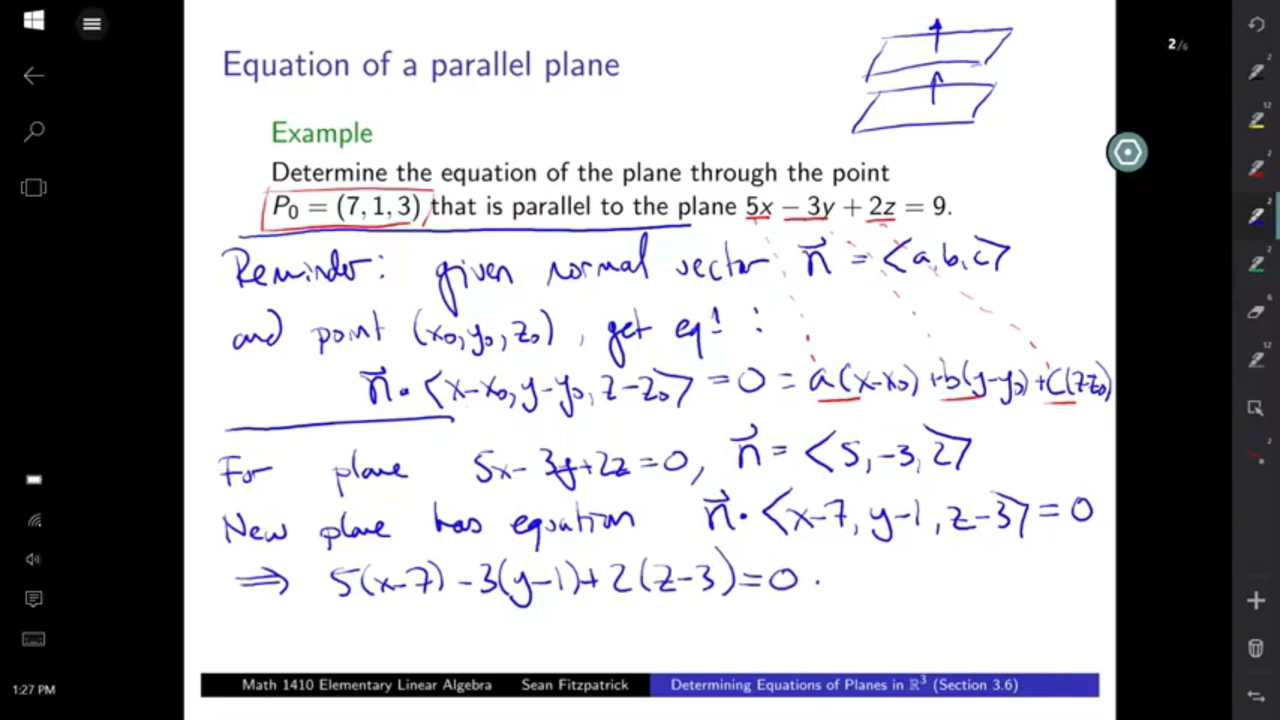 2/6
Equation of a parallel plane
Example
Determine the equation of the plane through the point
P₀ = (7, 1, 3) that is parallel to the plane 5x − 3y + 2z = 9.
Reminder: given normal vector n⃗ = <a, b, c>
and point (x₀, y₀, z₀), get eqⁿ:
n⃗ • <x-x₀, y-y₀, z-z₀> = 0 = a(x-x₀) + b(y-y₀) + c(z-z₀)
For plane 5x - 3y + 2z = 0, n⃗ = <5, -3, 2>
New plane has equation n⃗ • <x-7, y-1, z-3> = 0
⇒ 5(x-7) - 3(y-1) + 2(z-3) = 0.
1:27 PM
Math 1410 Elementary Linear Algebra Sean Fitzpatrick Determining Equations of Planes in ℝ³ (Section 3.6)